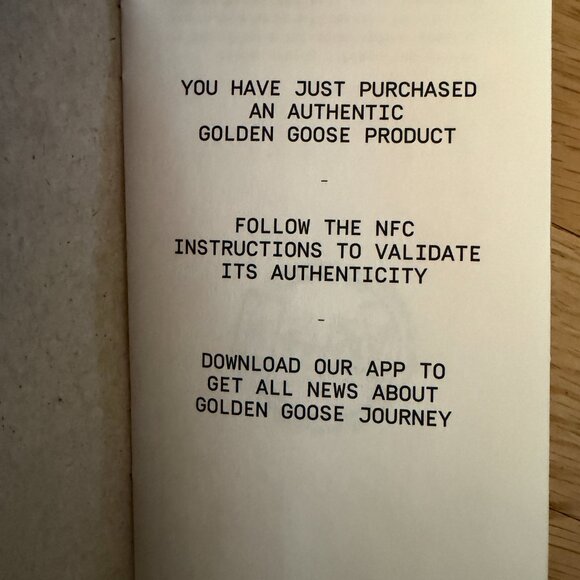 YOU HAVE JUST PURCHASED
AN AUTHENTIC
GOLDEN GOOSE PRODUCT
-
FOLLOW THE NFC
INSTRUCTIONS TO VALIDATE
ITS AUTHENTICITY
-
DOWNLOAD OUR APP TO
GET ALL NEWS ABOUT
GOLDEN GOOSE JOURNEY